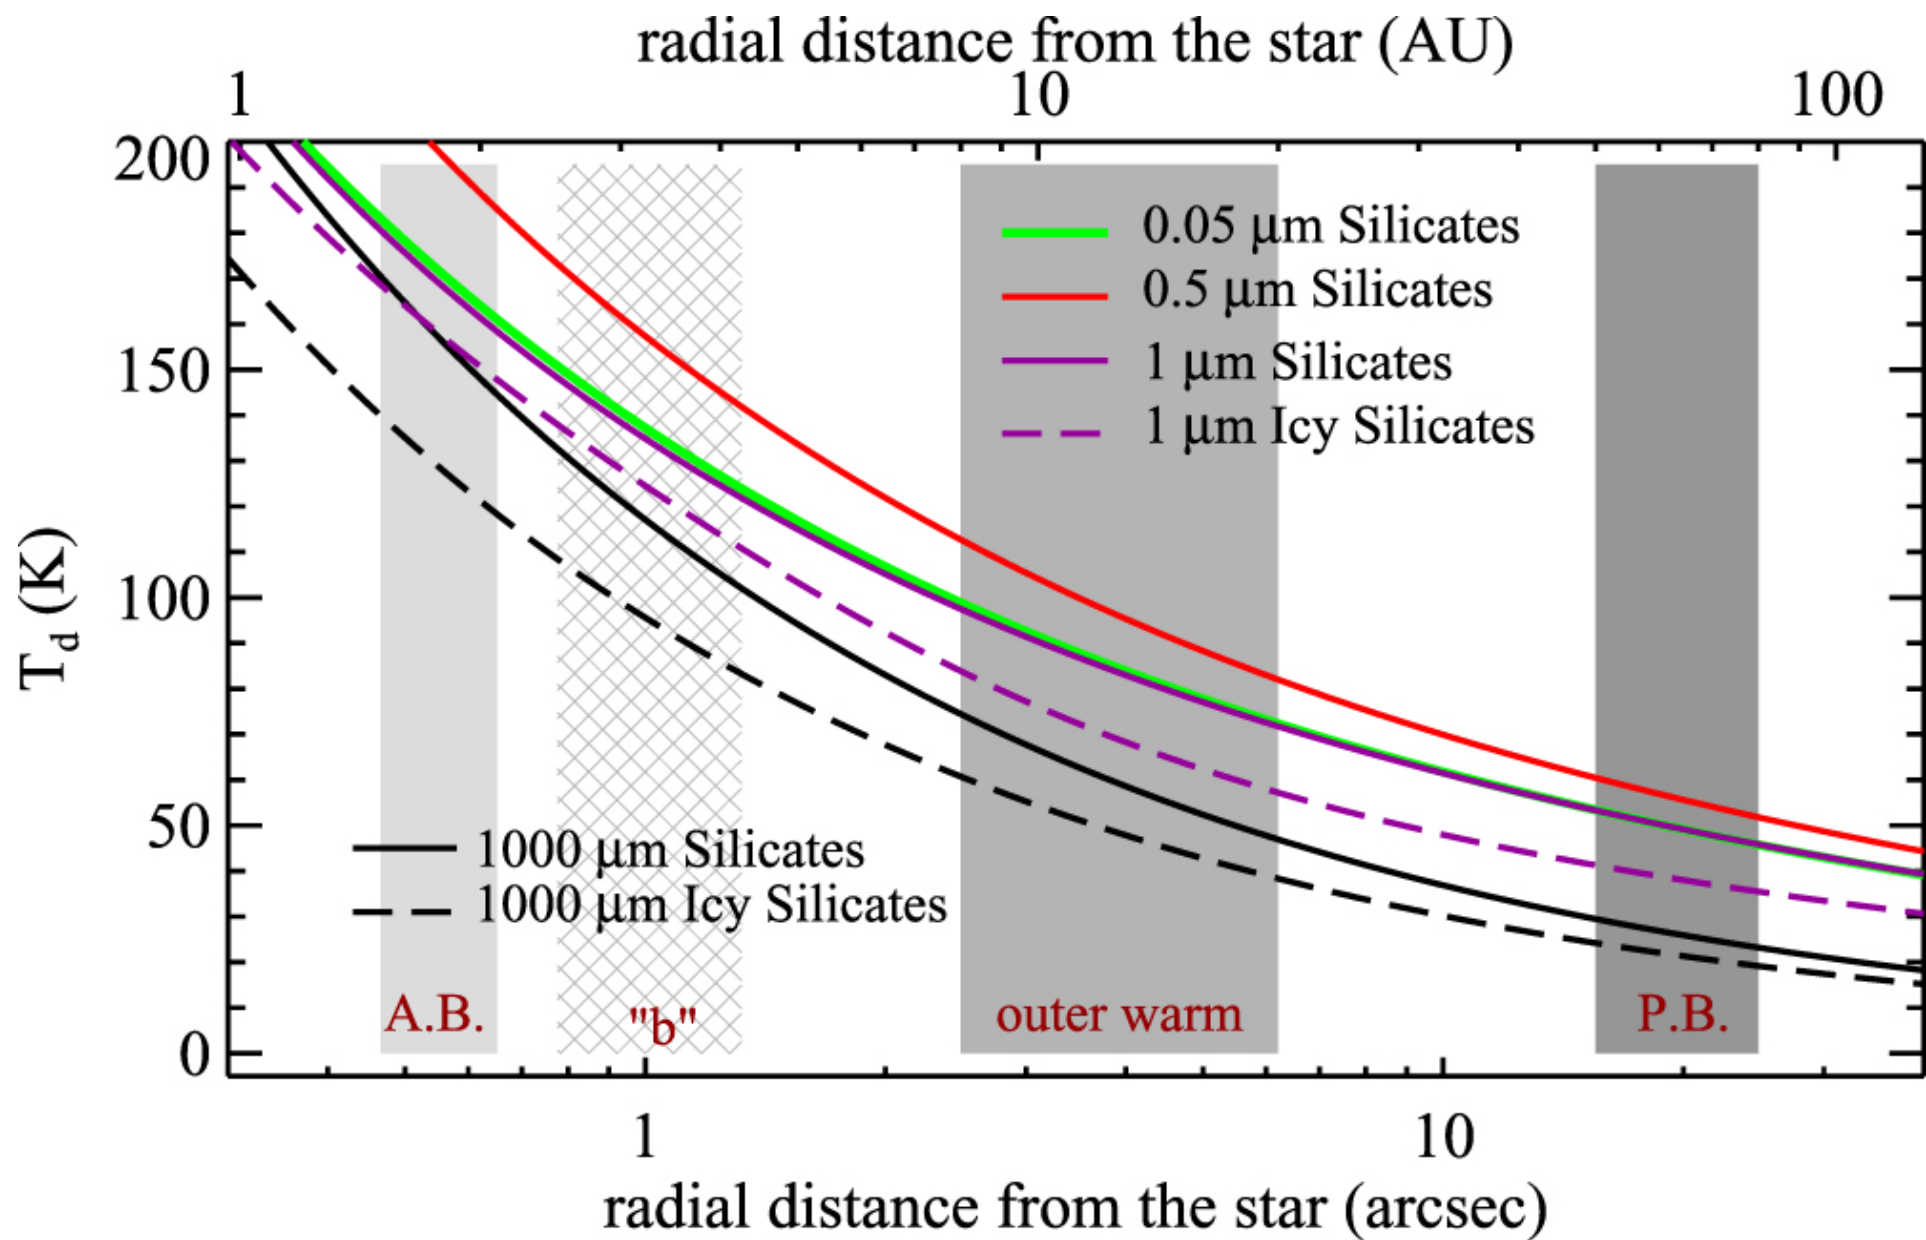 radial distance from the star (AU)
1 10 100
200
150
100
50
0
T_d (K)
0.05 μm Silicates
0.5 μm Silicates
1 μm Silicates
1 μm Icy Silicates
1000 μm Silicates
1000 μm Icy Silicates
A.B. "b" outer warm P.B.
1 10
radial distance from the star (arcsec)